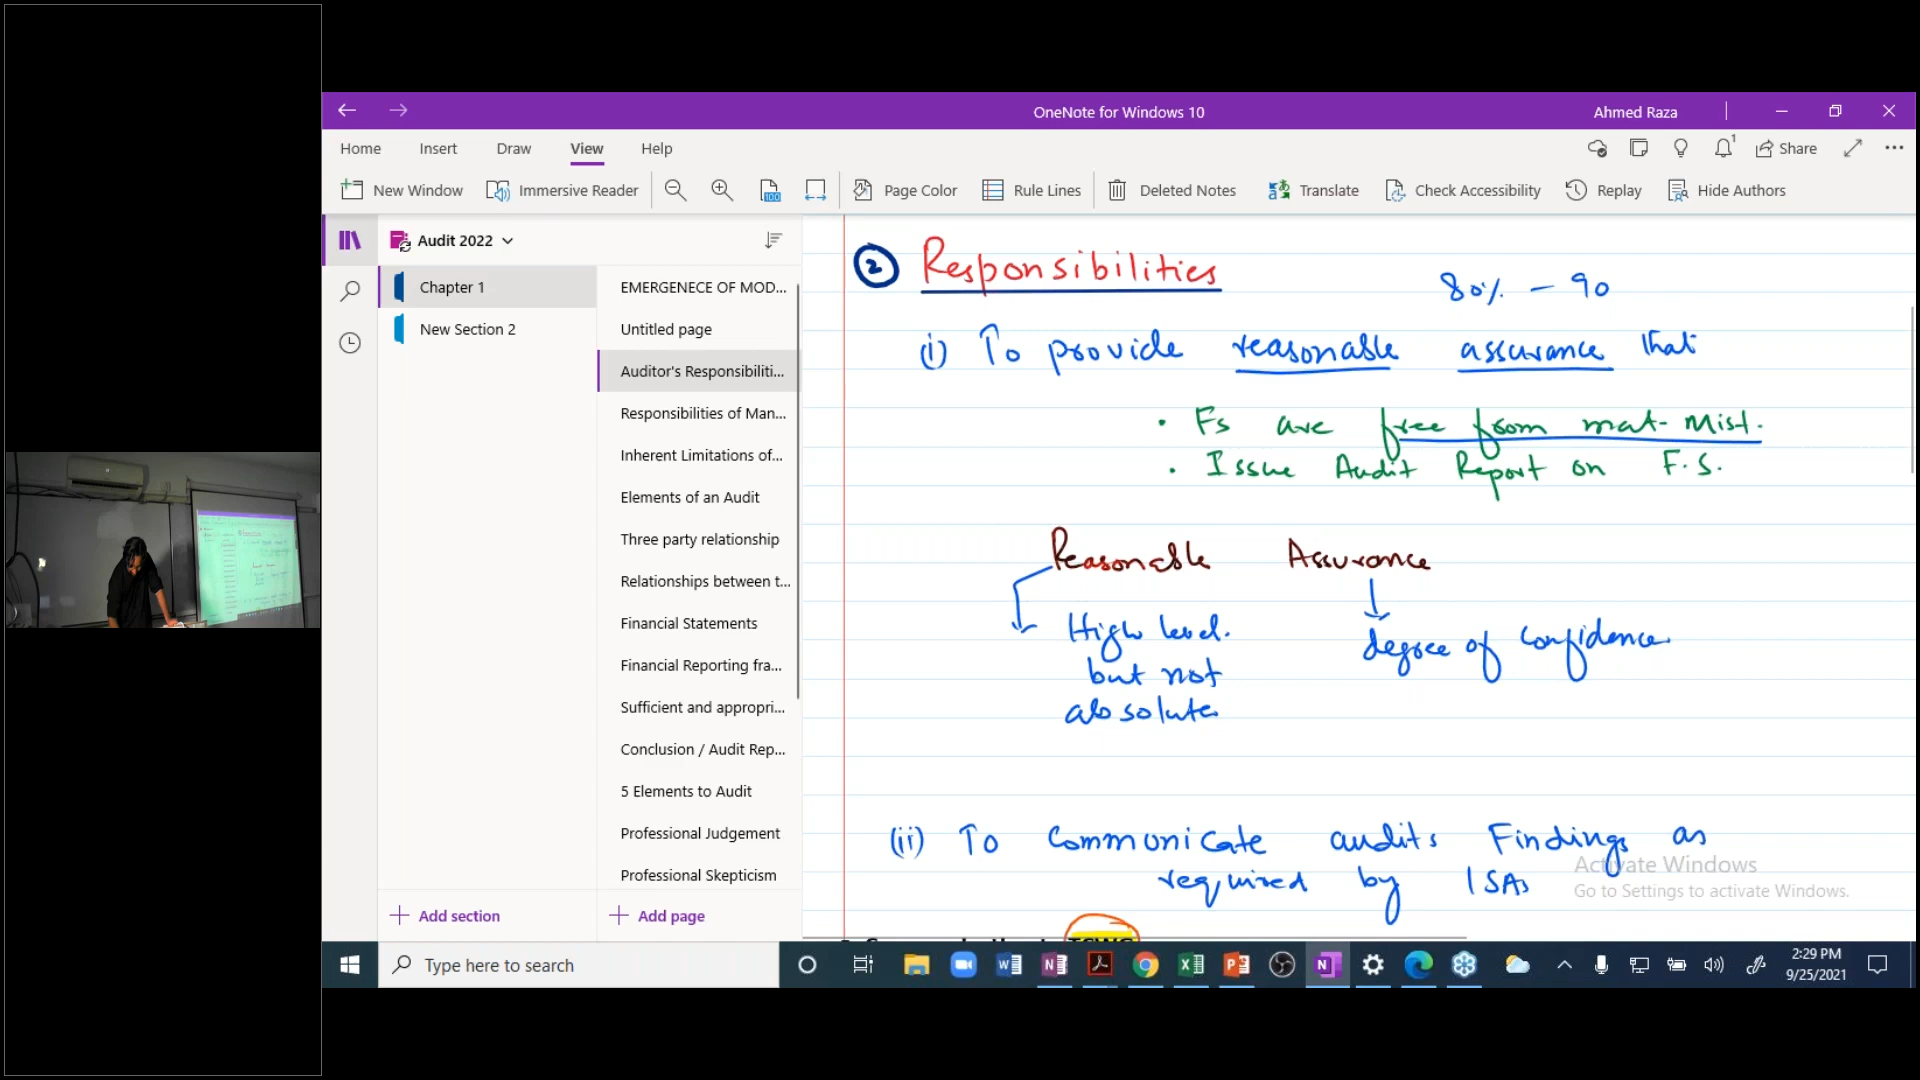 OneNote for Windows 10
Ahmed Raza
Home Insert Draw View Help
1
Share
New Window Immersive Reader 100 Page Color Rule Lines Deleted Notes Translate Check Accessibility Replay Hide Authors
Audit 2022
Chapter 1
New Section 2
Add section
EMERGENECE OF MOD...
Untitled page
Auditor's Responsibiliti...
Responsibilities of Man...
Inherent Limitations of...
Elements of an Audit
Three party relationship
Relationships between t...
Financial Statements
Financial Reporting fra...
Sufficient and appropri...
Conclusion / Audit Rep...
5 Elements to Audit
Professional Judgement
Professional Skepticism
Add page
2 Responsibilities
80% - 90
(i) To provide reasonable assurance that
• Fs are free from mat- Mist.
• Issue Audit Report on F.S.
Reasonable Assurance
High level.
but not
absolute
degree of confidence
(ii) To Communicate audits Findings as
required by ISAs
Activate Windows
Go to Settings to activate Windows.
Type here to search
2:29 PM
9/25/2021